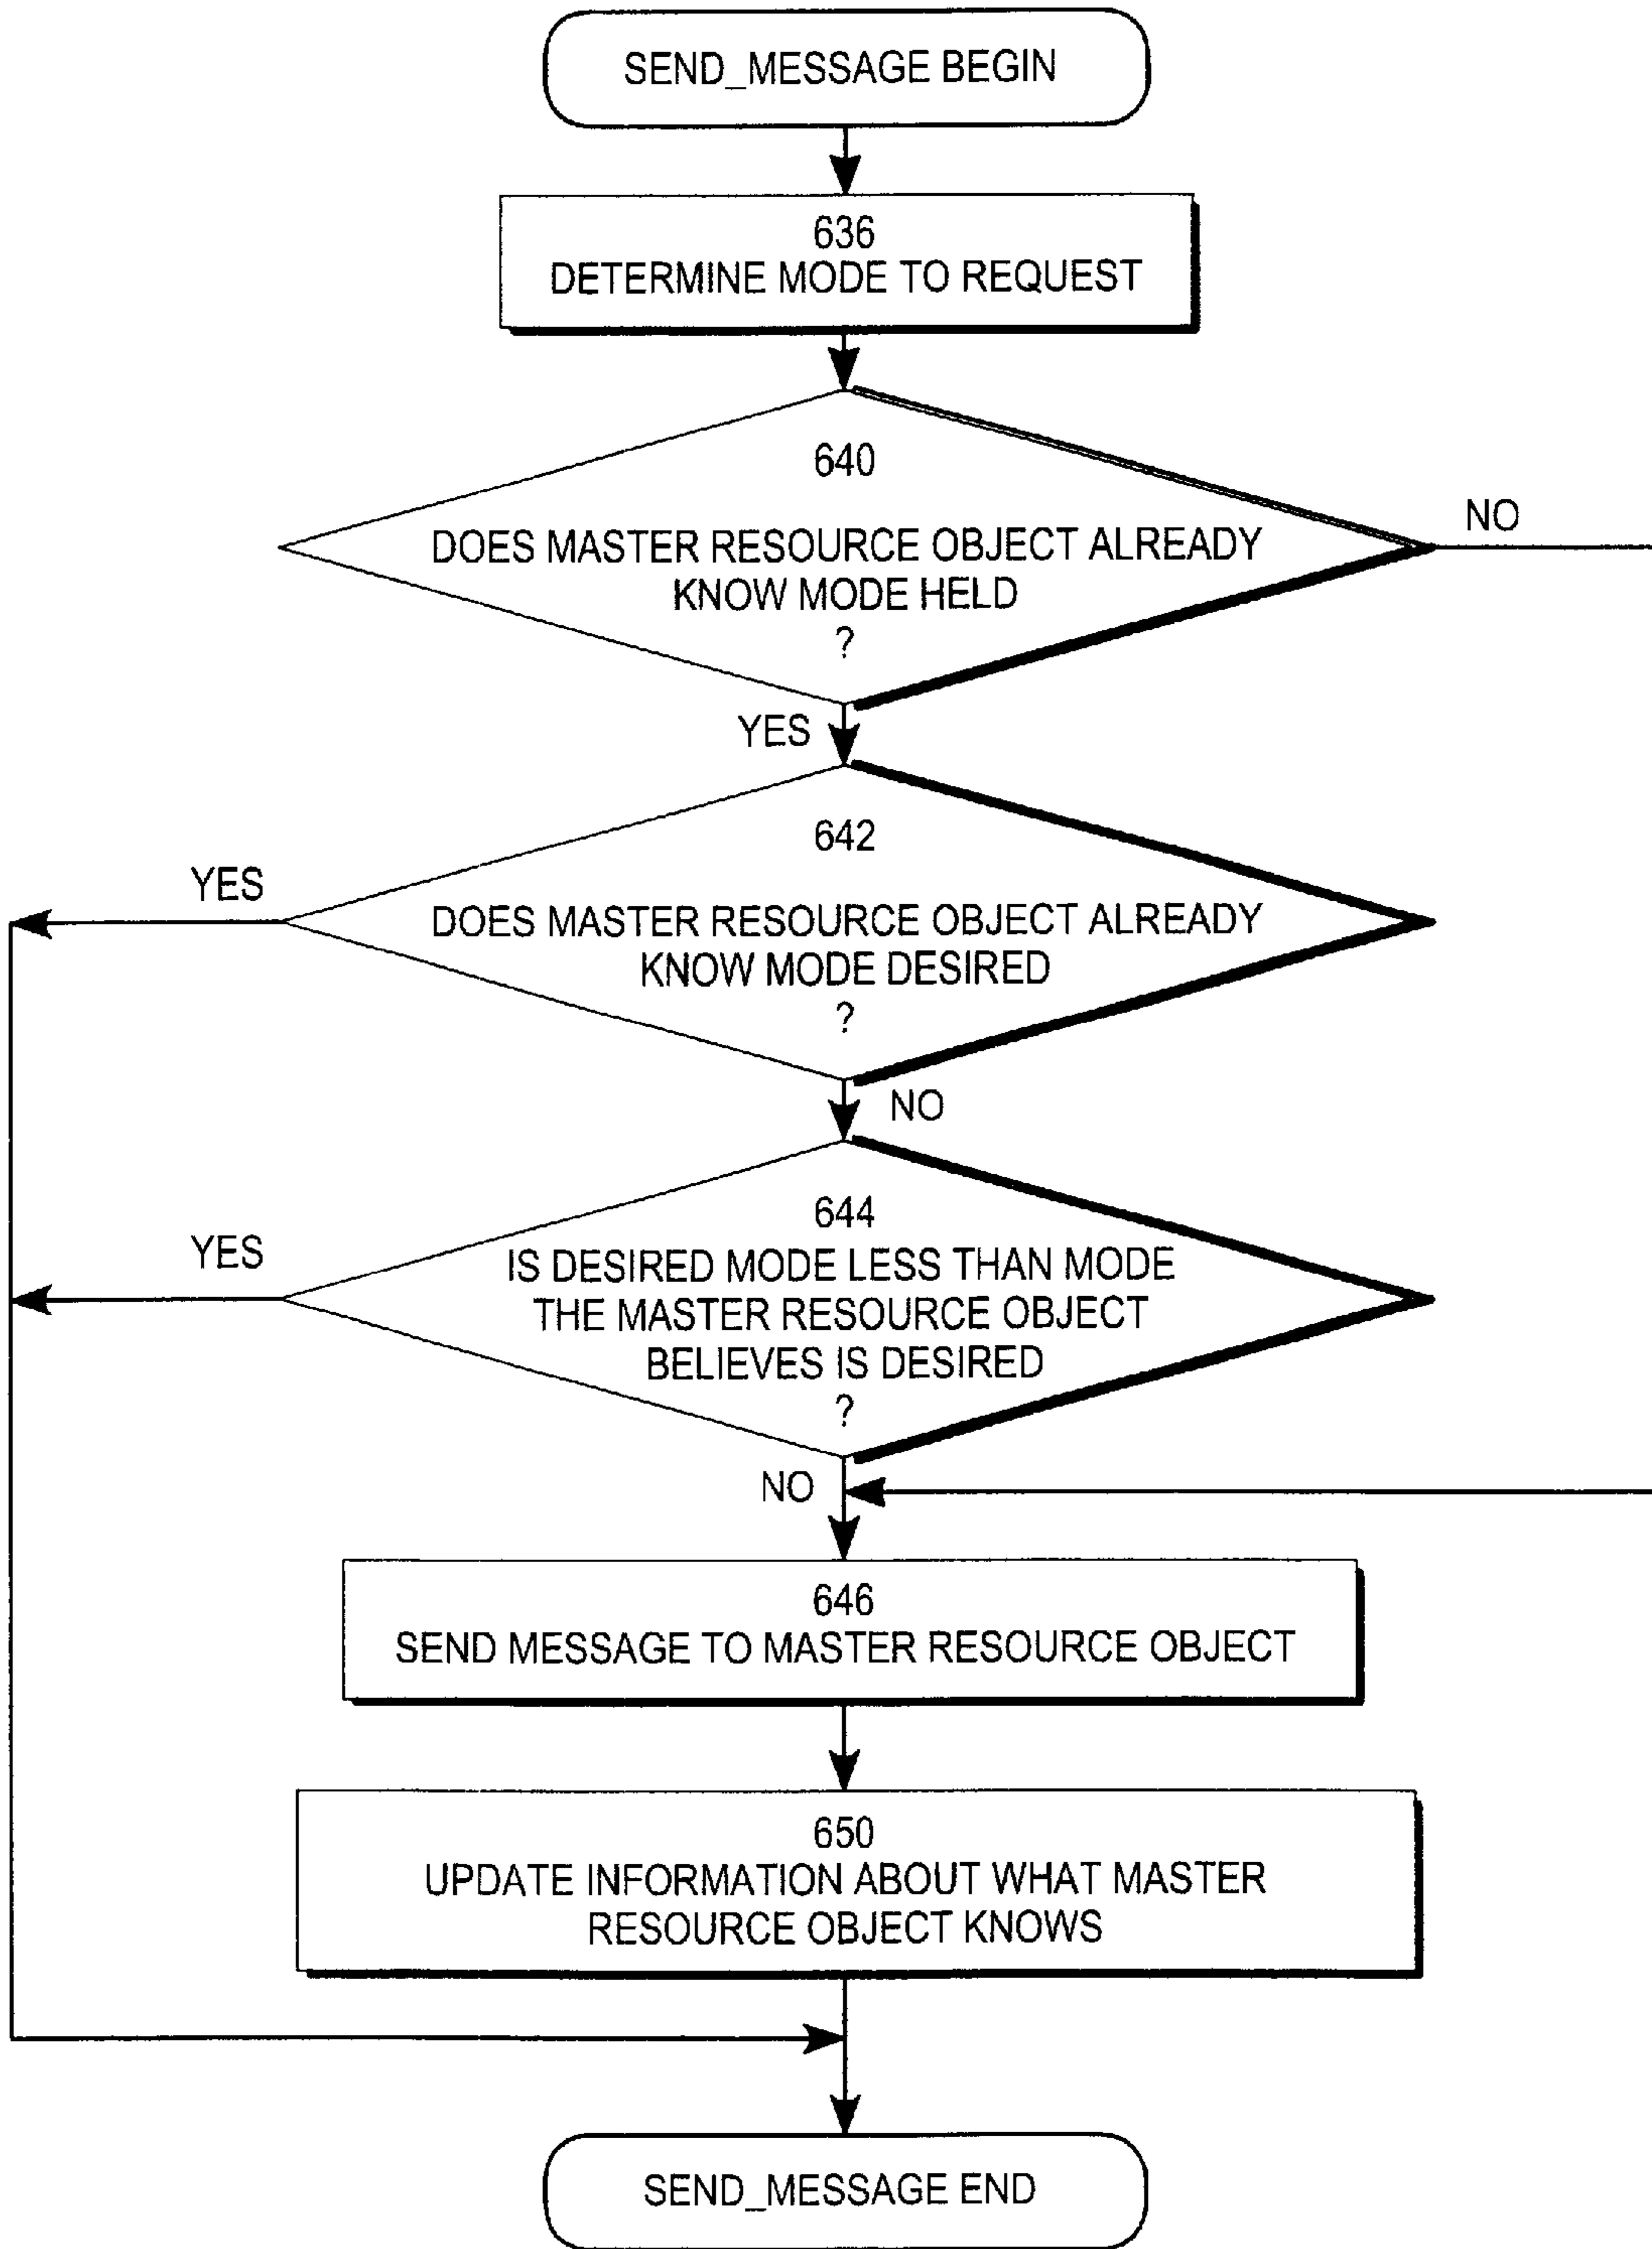 SEND_MESSAGE BEGIN
636
DETERMINE MODE TO REQUEST
640
DOES MASTER RESOURCE OBJECT ALREADY
KNOW MODE HELD
?
NO
YES
642
DOES MASTER RESOURCE OBJECT ALREADY
KNOW MODE DESIRED
?
YES
NO
644
IS DESIRED MODE LESS THAN MODE
THE MASTER RESOURCE OBJECT
BELIEVES IS DESIRED
?
YES
NO
646
SEND MESSAGE TO MASTER RESOURCE OBJECT
650
UPDATE INFORMATION ABOUT WHAT MASTER
RESOURCE OBJECT KNOWS
SEND_MESSAGE END